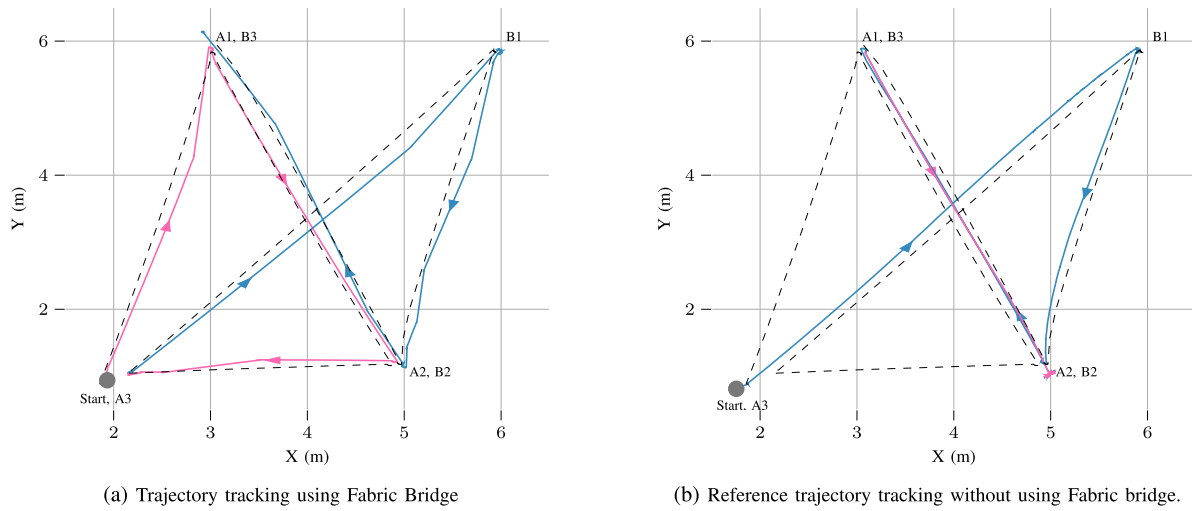 A1, B3
B1
6
4
2
Y (m)
A2, B2
Start, A3
2
3
4
5
6
X (m)
(a) Trajectory tracking using Fabric Bridge
A1, B3
B1
6
4
2
Y (m)
A2, B2
Start. A3
2
3
4
5
6
X (m)
(b) Reference trajectory tracking without using Fabric bridge.